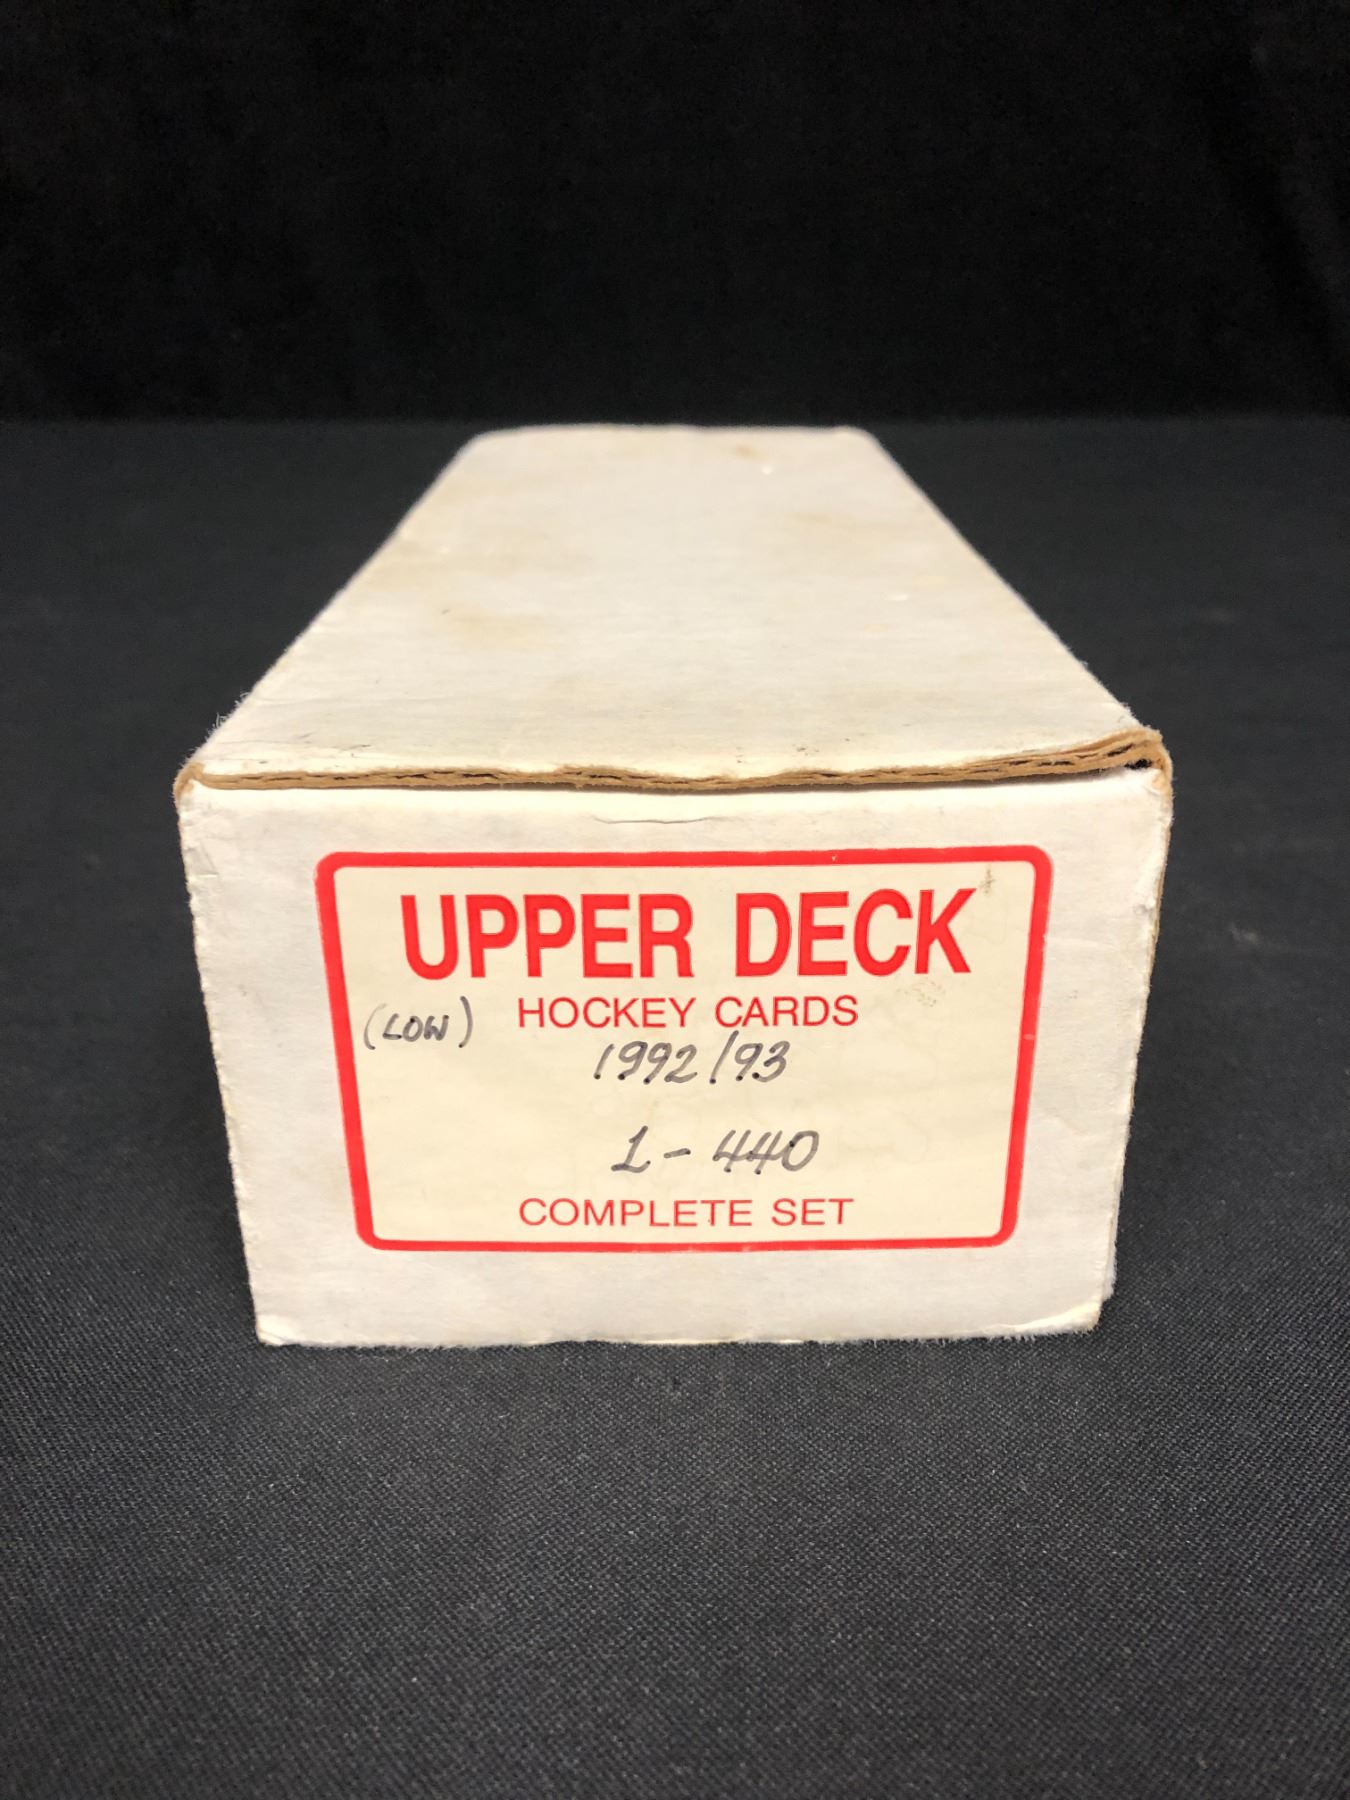 UPPER DECK
(LOW) HOCKEY CARDS
1992/93
1-440
COMPLETE SET